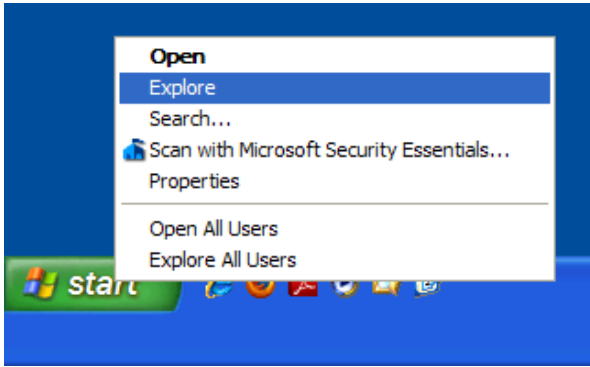 Open
Explore
Search...
Scan with Microsoft Security Essentials...
Properties
Open All Users
Explore All Users
start